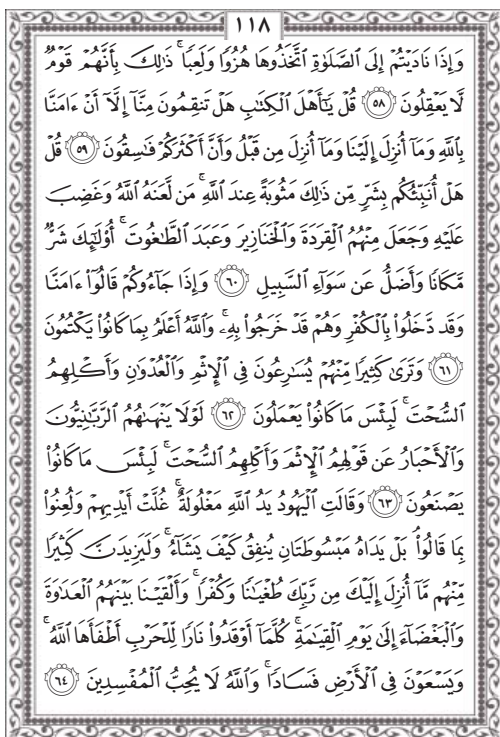 ١١٨
وَإِذَا نَادَيْتُمْ إِلَى ٱلصَّلَوٰةِ ٱتَّخَذُوهَا هُزُوًا وَلَعِبًا ۚ ذَٰلِكَ بِأَنَّهُمْ قَوْمٌ
لَّا يَعْقِلُونَ ٥٨ قُلْ يَٰٓأَهْلَ ٱلْكِتَٰبِ هَلْ تَنقِمُونَ مِنَّآ إِلَّآ أَنْ ءَامَنَّا
بِٱللَّهِ وَمَآ أُنزِلَ إِلَيْنَا وَمَآ أُنزِلَ مِن قَبْلُ وَأَنَّ أَكْثَرَكُمْ فَٰسِقُونَ ٥٩ قُلْ
هَلْ أُنَبِّئُكُم بِشَرٍّ مِّن ذَٰلِكَ مَثُوبَةً عِندَ ٱللَّهِ ۚ مَن لَّعَنَهُ ٱللَّهُ وَغَضِبَ
عَلَيْهِ وَجَعَلَ مِنْهُمُ ٱلْقِرَدَةَ وَٱلْخَنَازِيرَ وَعَبَدَ ٱلطَّٰغُوتَ ۚ أُو۟لَٰٓئِكَ شَرٌّ
مَّكَانًا وَأَضَلُّ عَن سَوَآءِ ٱلسَّبِيلِ ٦٠ وَإِذَا جَآءُوكُمْ قَالُوٓا۟ ءَامَنَّا
وَقَد دَّخَلُوا۟ بِٱلْكُفْرِ وَهُمْ قَدْ خَرَجُوا۟ بِهِۦ ۚ وَٱللَّهُ أَعْلَمُ بِمَا كَانُوا۟ يَكْتُمُونَ
٦١ وَتَرَىٰ كَثِيرًا مِّنْهُمْ يُسَٰرِعُونَ فِى ٱلْإِثْمِ وَٱلْعُدْوَٰنِ وَأَكْلِهِمُ
ٱلسُّحْتَ ۚ لَبِئْسَ مَا كَانُوا۟ يَعْمَلُونَ ٦٢ لَوْلَا يَنْهَىٰهُمُ ٱلرَّبَّٰنِيُّونَ
وَٱلْأَحْبَارُ عَن قَوْلِهِمُ ٱلْإِثْمَ وَأَكْلِهِمُ ٱلسُّحْتَ ۚ لَبِئْسَ مَا كَانُوا۟
يَصْنَعُونَ ٦٣ وَقَالَتِ ٱلْيَهُودُ يَدُ ٱللَّهِ مَغْلُولَةٌ ۚ غُلَّتْ أَيْدِيهِمْ وَلُعِنُوا۟
بِمَا قَالُوا۟ ۘ بَلْ يَدَاهُ مَبْسُوطَتَانِ يُنفِقُ كَيْفَ يَشَآءُ ۚ وَلَيَزِيدَنَّ كَثِيرًا
مِّنْهُم مَّآ أُنزِلَ إِلَيْكَ مِن رَّبِّكَ طُغْيَٰنًا وَكُفْرًا ۚ وَأَلْقَيْنَا بَيْنَهُمُ ٱلْعَدَٰوَةَ
وَٱلْبَغْضَآءَ إِلَىٰ يَوْمِ ٱلْقِيَٰمَةِ ۚ كُلَّمَآ أَوْقَدُوا۟ نَارًا لِّلْحَرْبِ أَطْفَأَهَا ٱللَّهُ ۚ
وَيَسْعَوْنَ فِى ٱلْأَرْضِ فَسَادًا ۚ وَٱللَّهُ لَا يُحِبُّ ٱلْمُفْسِدِينَ ٦٤